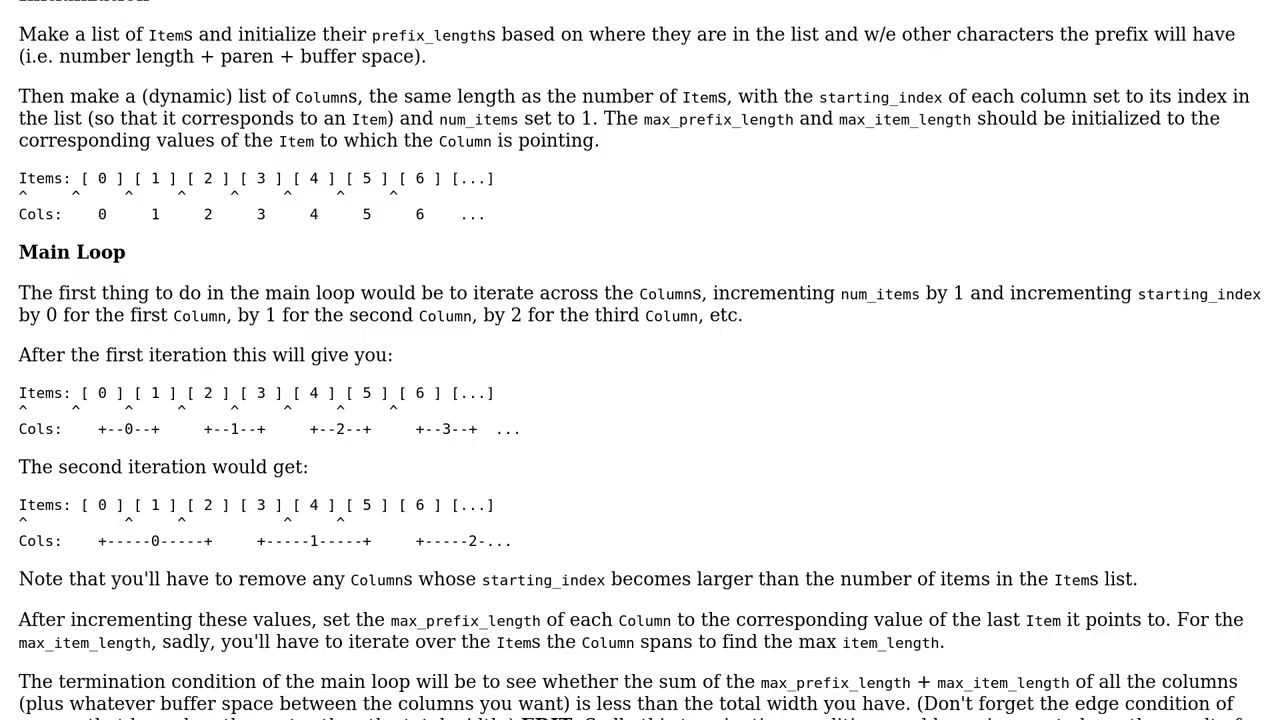 Make a list of Items and initialize their prefix_lengths based on where they are in the list and w/e other characters the prefix will have
(i.e. number length + paren + buffer space).
Then make a (dynamic) list of Columns, the same length as the number of Items, with the starting_index of each column set to its index in
the list (so that it corresponds to an Item) and num_items set to 1. The max_prefix_length and max_item_length should be initialized to the
corresponding values of the Item to which the Column is pointing.
Items: [ 0 ] [ 1 ] [ 2 ] [ 3 ] [ 4 ] [ 5 ] [ 6 ] [...]
^     ^     ^     ^     ^     ^     ^     ^
Cols:    0     1     2     3     4     5     6    ...
Main Loop
The first thing to do in the main loop would be to iterate across the Columns, incrementing num_items by 1 and incrementing starting_index
by 0 for the first Column, by 1 for the second Column, by 2 for the third Column, etc.
After the first iteration this will give you:
Items: [ 0 ] [ 1 ] [ 2 ] [ 3 ] [ 4 ] [ 5 ] [ 6 ] [...]
^     ^     ^     ^     ^     ^     ^     ^
Cols:    +--0--+     +--1--+     +--2--+     +--3--+  ...
The second iteration would get:
Items: [ 0 ] [ 1 ] [ 2 ] [ 3 ] [ 4 ] [ 5 ] [ 6 ] [...]
^           ^     ^           ^     ^
Cols:    +-----0-----+     +-----1-----+     +-----2-...
Note that you'll have to remove any Columns whose starting_index becomes larger than the number of items in the Items list.
After incrementing these values, set the max_prefix_length of each Column to the corresponding value of the last Item it points to. For the
max_item_length, sadly, you'll have to iterate over the Items the Column spans to find the max item_length.
The termination condition of the main loop will be to see whether the sum of the max_prefix_length + max_item_length of all the columns
(plus whatever buffer space between the columns you want) is less than the total width you have. (Don't forget the edge condition of